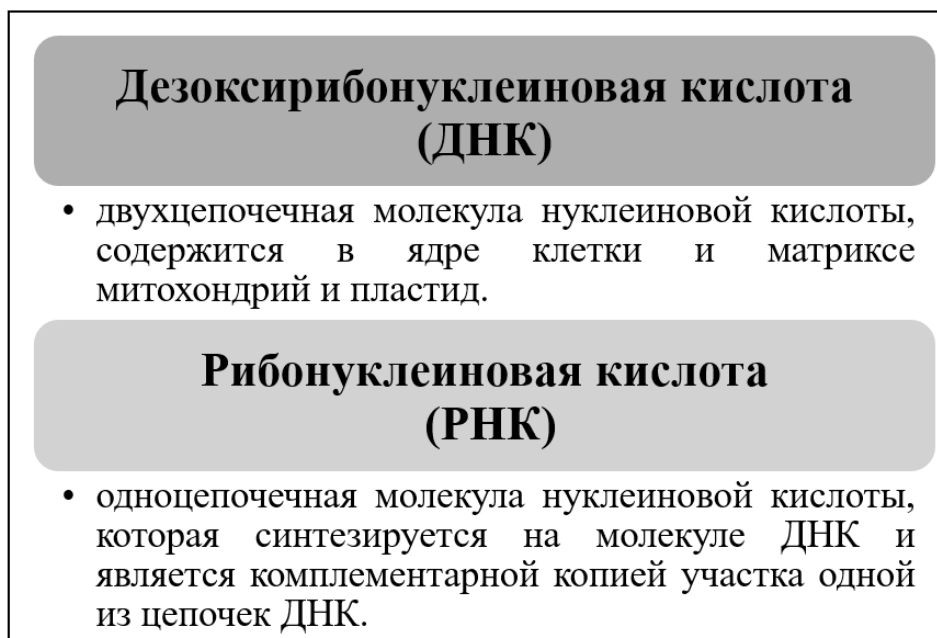 Дезоксирибонуклеиновая кислота
(ДНК)
• двухцепочечная молекула нуклеиновой кислоты,
содержится в ядре клетки и матриксе
митохондрий и пластид.
Рибонуклеиновая кислота
(РНК)
• одноцепочечная молекула нуклеиновой кислоты,
которая синтезируется на молекуле ДНК и
является комплементарной копией участка одной
из цепочек ДНК.